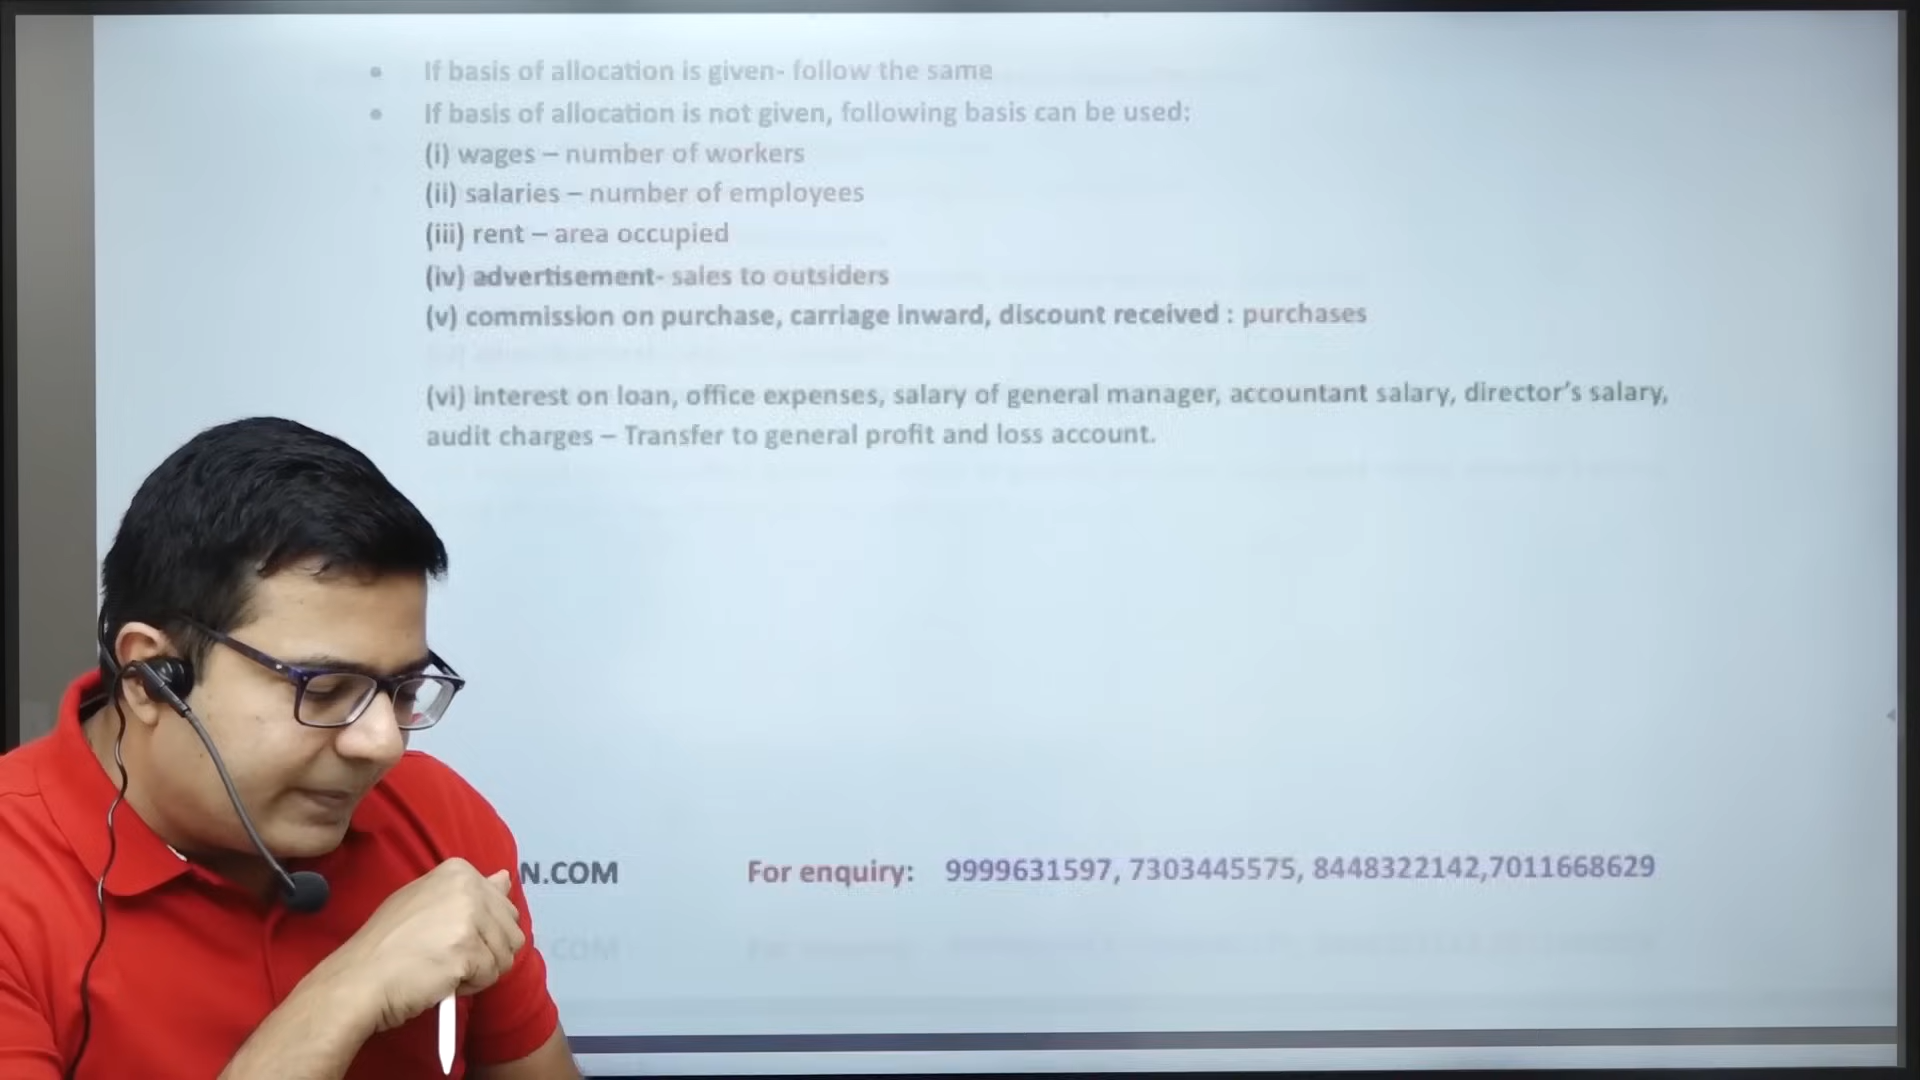 • If basis of allocation is given- follow the same
• If basis of allocation is not given, following basis can be used:
(i) wages – number of workers
(ii) salaries – number of employees
(iii) rent – area occupied
(iv) advertisement- sales to outsiders
(v) commission on purchase, carriage inward, discount received : purchases
(vi) interest on loan, office expenses, salary of general manager, accountant salary, director's salary,
audit charges – Transfer to general profit and loss account.
N.COM For enquiry: 9999631597, 7303445575, 8448322142,7011668629